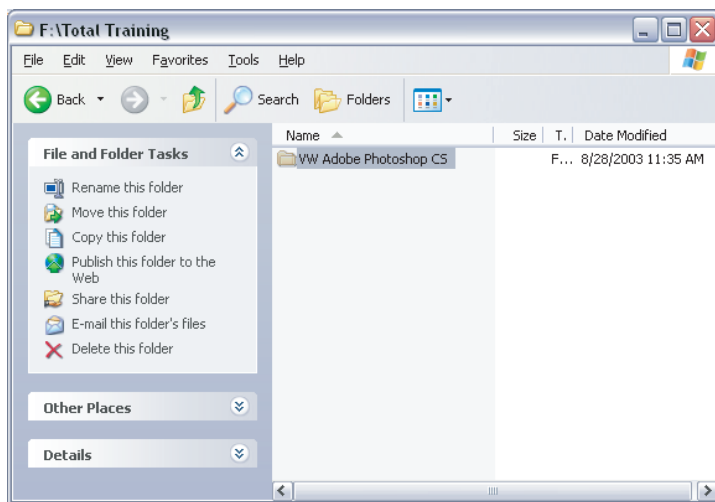 F:\Total Training
File Edit View Favorites Tools Help
Back Search Folders
Name Size T. Date Modified
VW Adobe Photoshop CS F... 8/28/2003 11:35 AM
File and Folder Tasks
Rename this folder
Move this folder
Copy this folder
Publish this folder to the
Web
Share this folder
E-mail this folder's files
Delete this folder
Other Places
Details